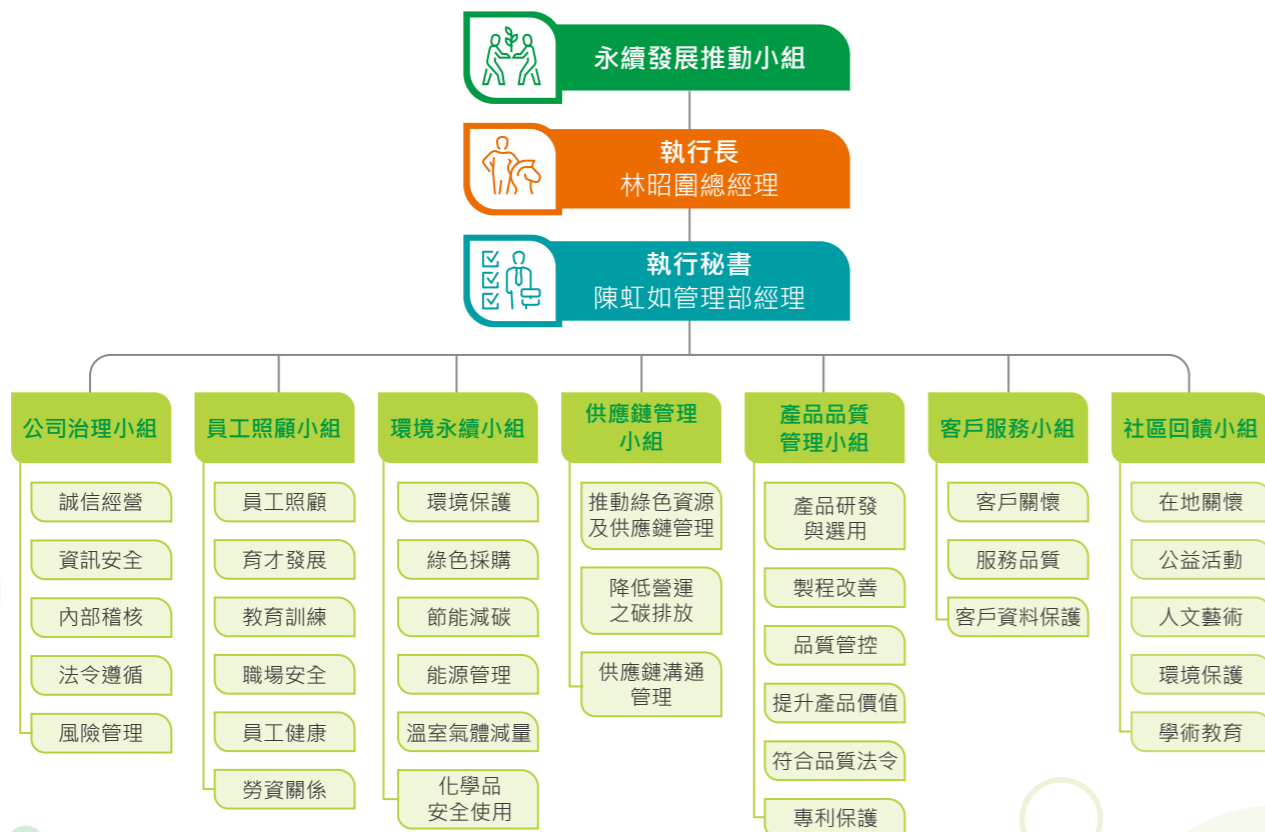 永續發展推動小組
執行長
林昭圍總經理
執行秘書
陳虹如管理部經理
公司治理小組
誠信經營
資訊安全
內部稽核
法令遵循
風險管理
員工照顧小組
員工照顧
育才發展
教育訓練
職場安全
員工健康
勞資關係
環境永續小組
環境保護
綠色採購
節能減碳
能源管理
溫室氣體減量
化學品
安全使用
供應鏈管理
小組
推動綠色資源
及供應鏈管理
降低營運
之碳排放
供應鏈溝通
管理
產品品質
管理小組
產品研發
與選用
製程改善
品質管控
提升產品價值
符合品質法令
專利保護
客戶服務小組
客戶關懷
服務品質
客戶資料保護
社區回饋小組
在地關懷
公益活動
人文藝術
環境保護
學術教育